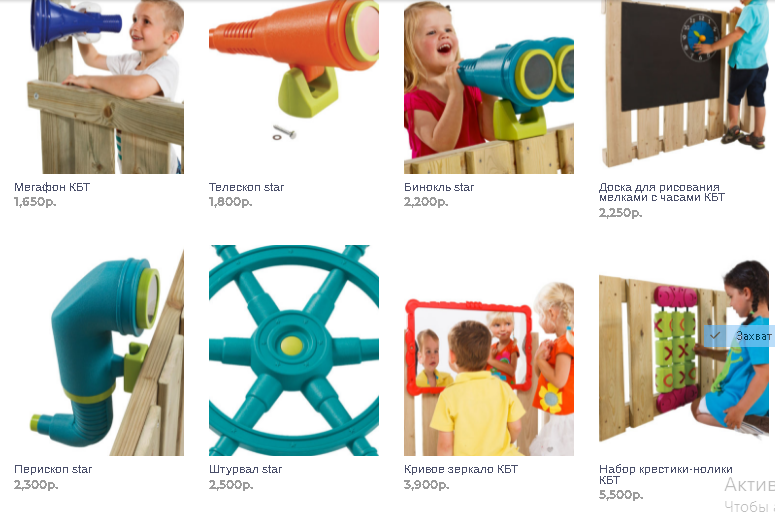 Мегафон КБТ
1,650р.
Телескоп star
1,800р.
Бинокль star
2,200р.
Доска для рисования
мелками с часами КБТ
2,250р.
Захват
Перископ star
2,300р.
Штурвал star
2,500р.
Кривое зеркало КБТ
3,900р.
Набор крестики-нолики
КБТ
5,500р.
Актив
Чтобы